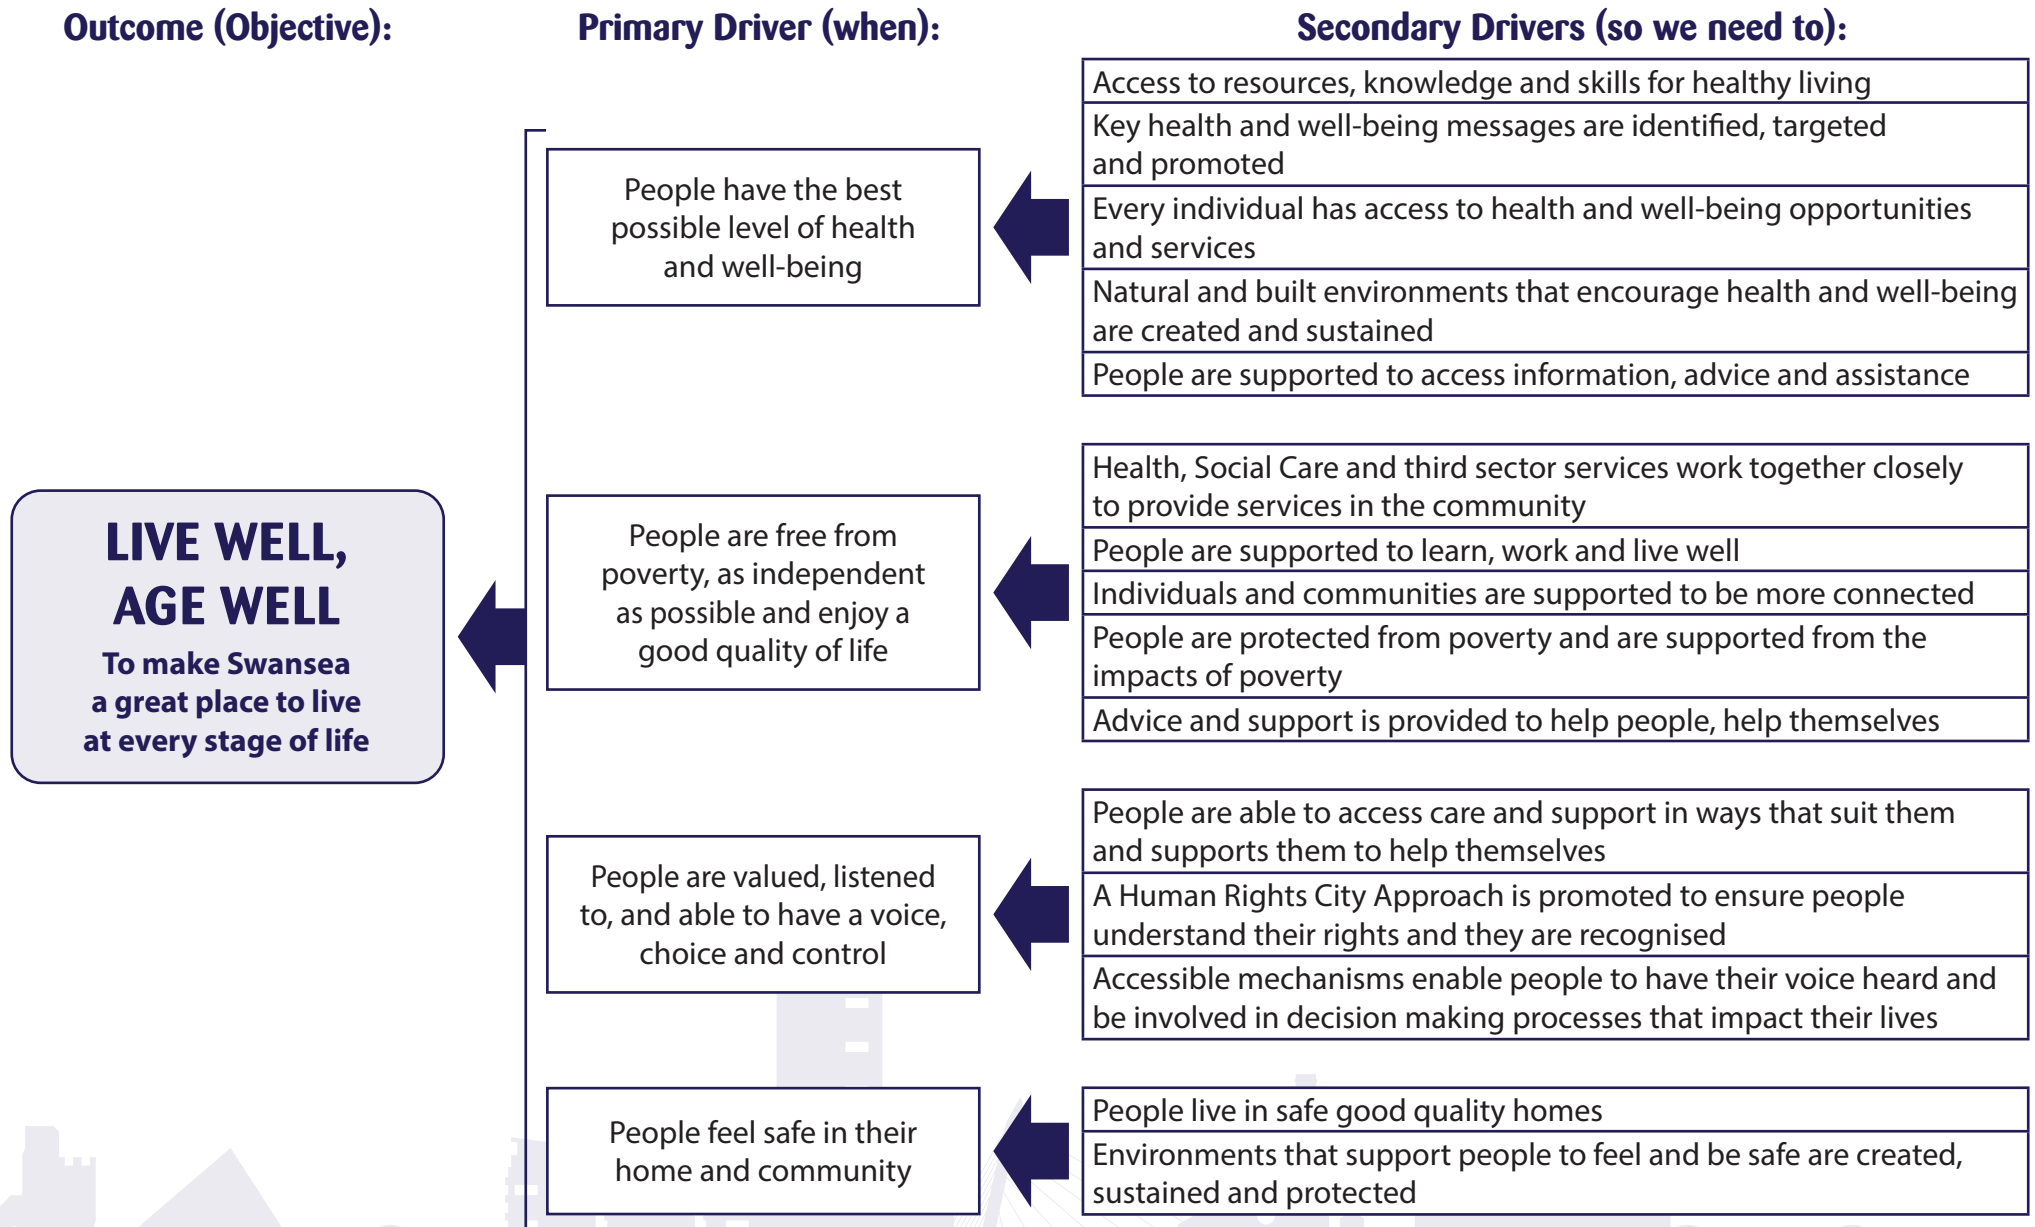 Outcome (Objective):
Primary Driver (when):
Secondary Drivers (so we need to):
LIVE WELL,
AGE WELL
To make Swansea
a great place to live
at every stage of life
People have the best
possible level of health
and well-being
Access to resources, knowledge and skills for healthy living
Key health and well-being messages are identified, targeted
and promoted
Every individual has access to health and well-being opportunities
and services
Natural and built environments that encourage health and well-being
are created and sustained
People are supported to access information, advice and assistance
People are free from
poverty, as independent
as possible and enjoy a
good quality of life
Health, Social Care and third sector services work together closely
to provide services in the community
People are supported to learn, work and live well
Individuals and communities are supported to be more connected
People are protected from poverty and are supported from the
impacts of poverty
Advice and support is provided to help people, help themselves
People are valued, listened
to, and able to have a voice,
choice and control
People are able to access care and support in ways that suit them
and supports them to help themselves
A Human Rights City Approach is promoted to ensure people
understand their rights and they are recognised
Accessible mechanisms enable people to have their voice heard and
be involved in decision making processes that impact their lives
People feel safe in their
home and community
People live in safe good quality homes
Environments that support people to feel and be safe are created,
sustained and protected